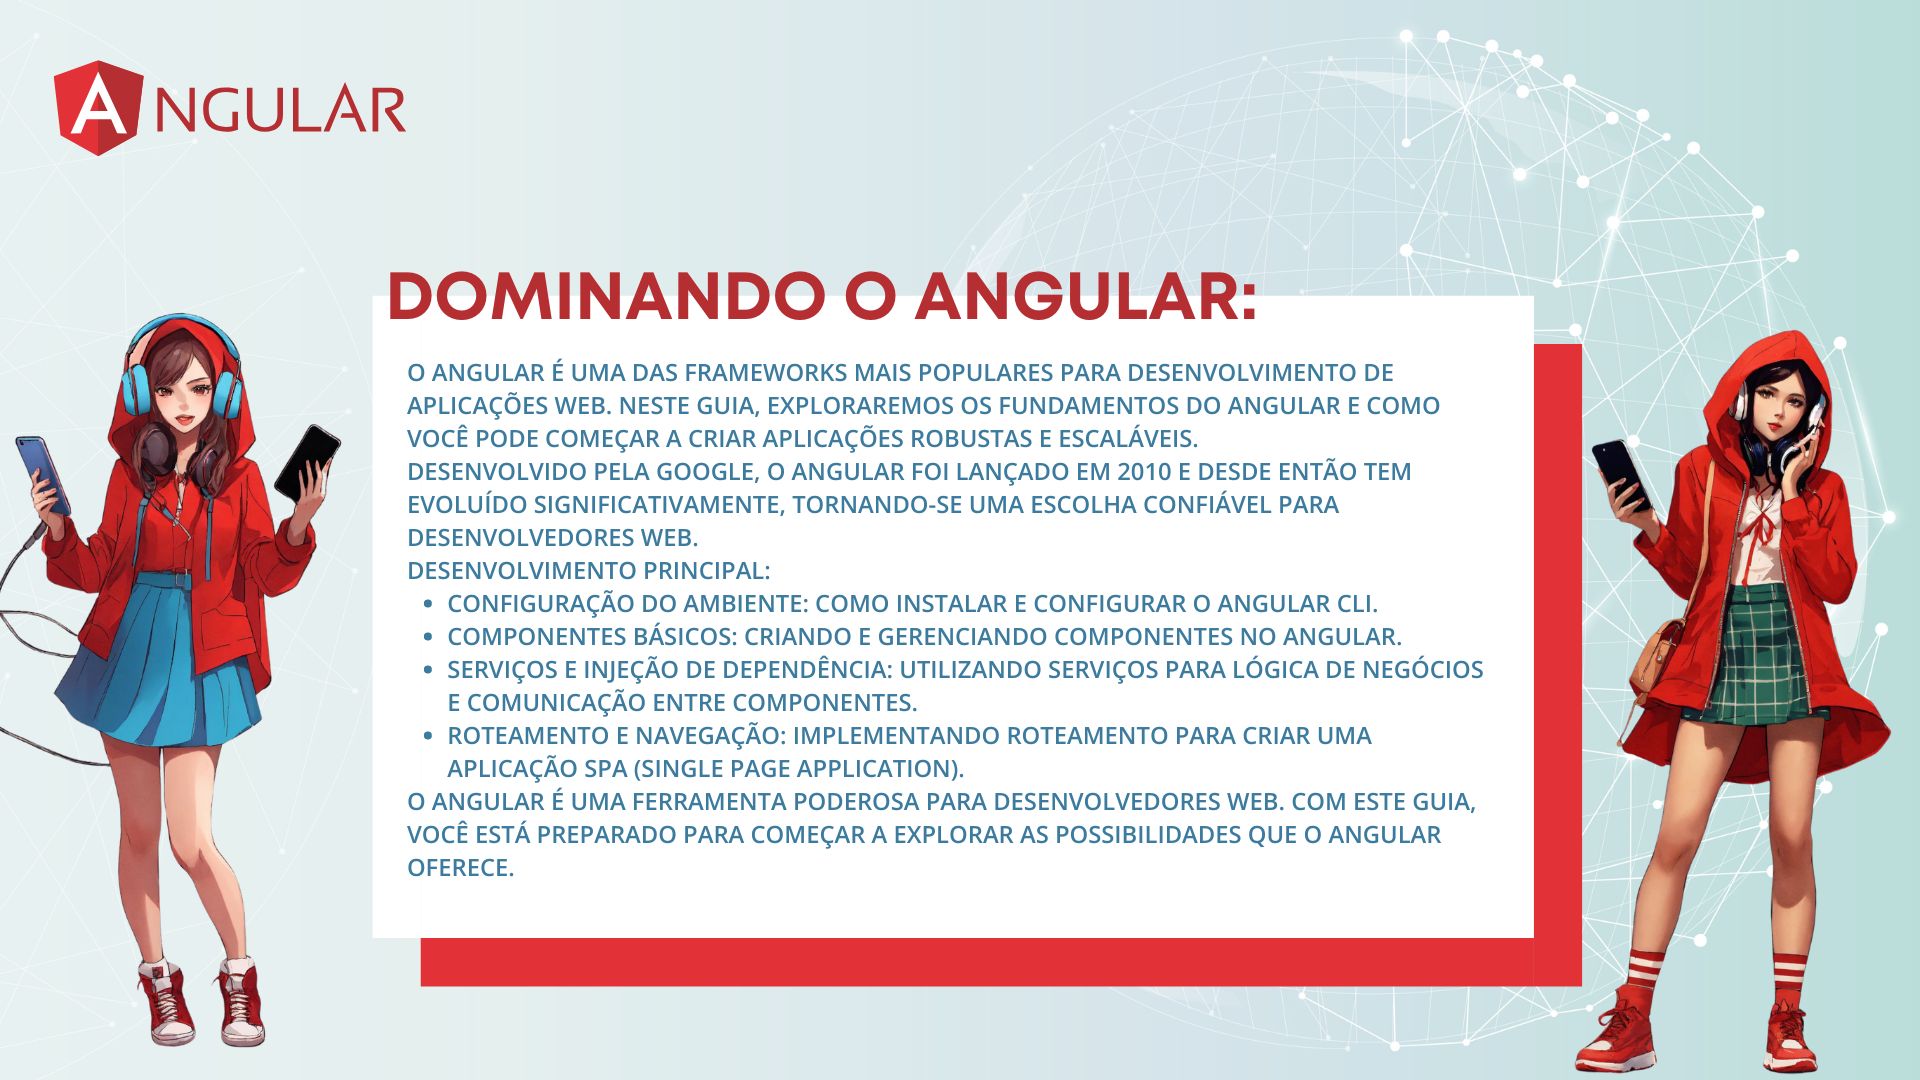 ANGULAR
DOMINANDO O ANGULAR:
O ANGULAR É UMA DAS FRAMEWORKS MAIS POPULARES PARA DESENVOLVIMENTO DE
APLICAÇÕES WEB. NESTE GUIA, EXPLORAREMOS OS FUNDAMENTOS DO ANGULAR E COMO
VOCÊ PODE COMEÇAR A CRIAR APLICAÇÕES ROBUSTAS E ESCALÁVEIS.
DESENVOLVIDO PELA GOOGLE, O ANGULAR FOI LANÇADO EM 2010 E DESDE ENTÃO TEM
EVOLUÍDO SIGNIFICATIVAMENTE, TORNANDO-SE UMA ESCOLHA CONFIÁVEL PARA
DESENVOLVEDORES WEB.
DESENVOLVIMENTO PRINCIPAL:
• CONFIGURAÇÃO DO AMBIENTE: COMO INSTALAR E CONFIGURAR O ANGULAR CLI.
• COMPONENTES BÁSICOS: CRIANDO E GERENCIANDO COMPONENTES NO ANGULAR.
• SERVIÇOS E INJEÇÃO DE DEPENDÊNCIA: UTILIZANDO SERVIÇOS PARA LÓGICA DE NEGÓCIOS
E COMUNICAÇÃO ENTRE COMPONENTES.
• ROTEAMENTO E NAVEGAÇÃO: IMPLEMENTANDO ROTEAMENTO PARA CRIAR UMA
APLICAÇÃO SPA (SINGLE PAGE APPLICATION).
O ANGULAR É UMA FERRAMENTA PODEROSA PARA DESENVOLVEDORES WEB. COM ESTE GUIA,
VOCÊ ESTÁ PREPARADO PARA COMEÇAR A EXPLORAR AS POSSIBILIDADES QUE O ANGULAR
OFERECE.